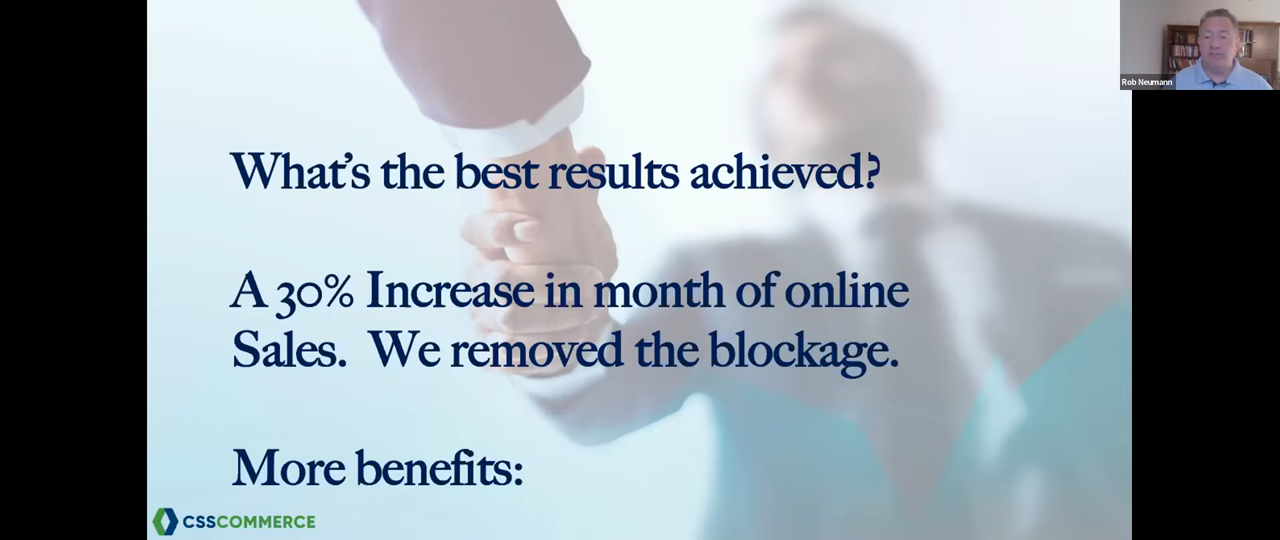 Rob Neumann
What's the best results achieved?
A 30% Increase in month of online
Sales.  We removed the blockage.
More benefits:
CSSCOMMERCE